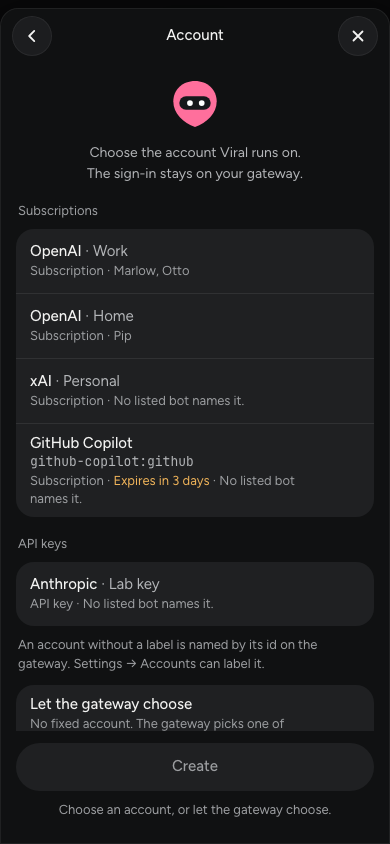 Account
Choose the account Viral runs on.
The sign-in stays on your gateway.
Subscriptions
OpenAI · Work
Subscription · Marlow, Otto
OpenAI · Home
Subscription · Pip
xAI · Personal
Subscription · No listed bot names it.
GitHub Copilot
github-copilot:github
Subscription · Expires in 3 days · No listed bot
names it.
API keys
Anthropic · Lab key
API key · No listed bot names it.
An account without a label is named by its id on the
gateway. Settings → Accounts can label it.
Let the gateway choose
No fixed account. The gateway picks one of
Create
Choose an account, or let the gateway choose.